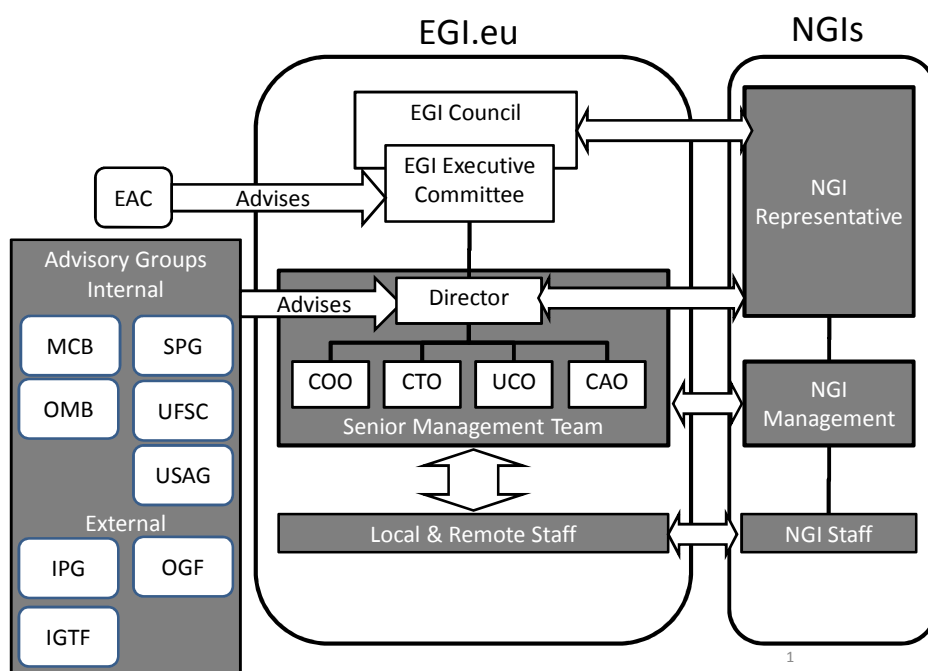 EGI.eu
NGIs
EGI Council
EGI Executive
Committee
NGI
Representative
EAC
Advises
Advisory Groups
Internal
Advises
Director
MCB
SPG
COO
CTO
UCO
CAO
NGI
Management
OMB
UFSC
Senior Management Team
USAG
External
Local & Remote Staff
NGI Staff
IPG
OGF
IGTF
1